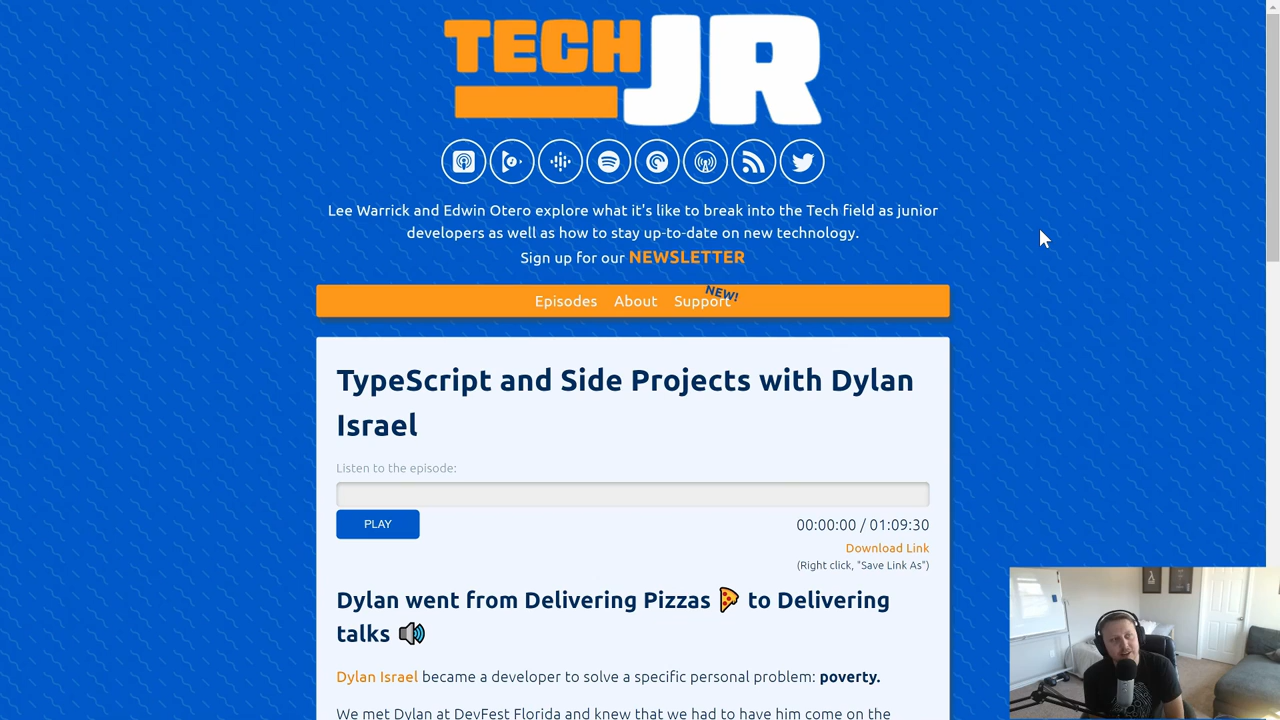 TECH JR
Lee Warrick and Edwin Otero explore what it's like to break into the Tech field as junior
developers as well as how to stay up-to-date on new technology.
Sign up for our NEWSLETTER
Episodes About Support NEW!
TypeScript and Side Projects with Dylan
Israel
Listen to the episode:
PLAY
00:00:00 / 01:09:30
Download Link
(Right click, "Save Link As")
Dylan went from Delivering Pizzas 🍕 to Delivering
talks 🔊
Dylan Israel became a developer to solve a specific personal problem: poverty.
We met Dylan at DevFest Florida and knew that we had to have him come on the